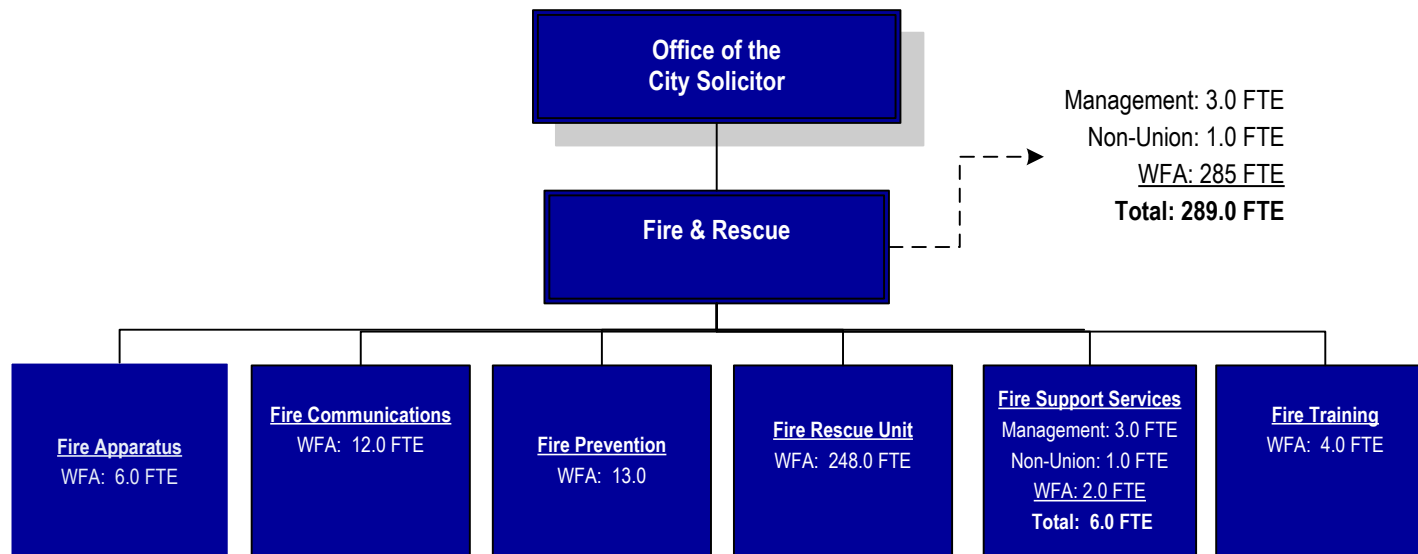 Office of the
City Solicitor
Management: 3.0 FTE
Non-Union: 1.0 FTE
WFA: 285 FTE
Total: 289.0 FTE
Fire & Rescue
Fire Apparatus
WFA: 6.0 FTE
Fire Communications
WFA: 12.0 FTE
Fire Prevention
WFA: 13.0
Fire Rescue Unit
WFA: 248.0 FTE
Fire Support Services
Management: 3.0 FTE
Non-Union: 1.0 FTE
WFA: 2.0 FTE
Total: 6.0 FTE
Fire Training
WFA: 4.0 FTE